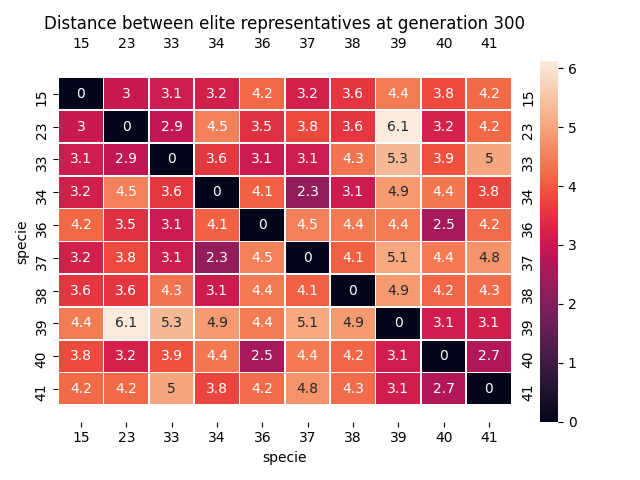 Distance between elite representatives at generation 300
15 23 33 34 36 37 38 39 40 41
15 0 3 3.1 3.2 4.2 3.2 3.6 4.4 3.8 4.2 15
23 3 0 2.9 4.5 3.5 3.8 3.6 6.1 3.2 4.2 23
33 3.1 2.9 0 3.6 3.1 3.1 4.3 5.3 3.9 5 33
34 3.2 4.5 3.6 0 4.1 2.3 3.1 4.9 4.4 3.8 34
36 4.2 3.5 3.1 4.1 0 4.5 4.4 4.4 2.5 4.2 36
37 3.2 3.8 3.1 2.3 4.5 0 4.1 5.1 4.4 4.8 37
38 3.6 3.6 4.3 3.1 4.4 4.1 0 4.9 4.2 4.3 38
39 4.4 6.1 5.3 4.9 4.4 5.1 4.9 0 3.1 3.1 39
40 3.8 3.2 3.9 4.4 2.5 4.4 4.2 3.1 0 2.7 40
41 4.2 4.2 5 3.8 4.2 4.8 4.3 3.1 2.7 0 41
15 23 33 34 36 37 38 39 40 41
specie
specie
6
5
4
3
2
1
0